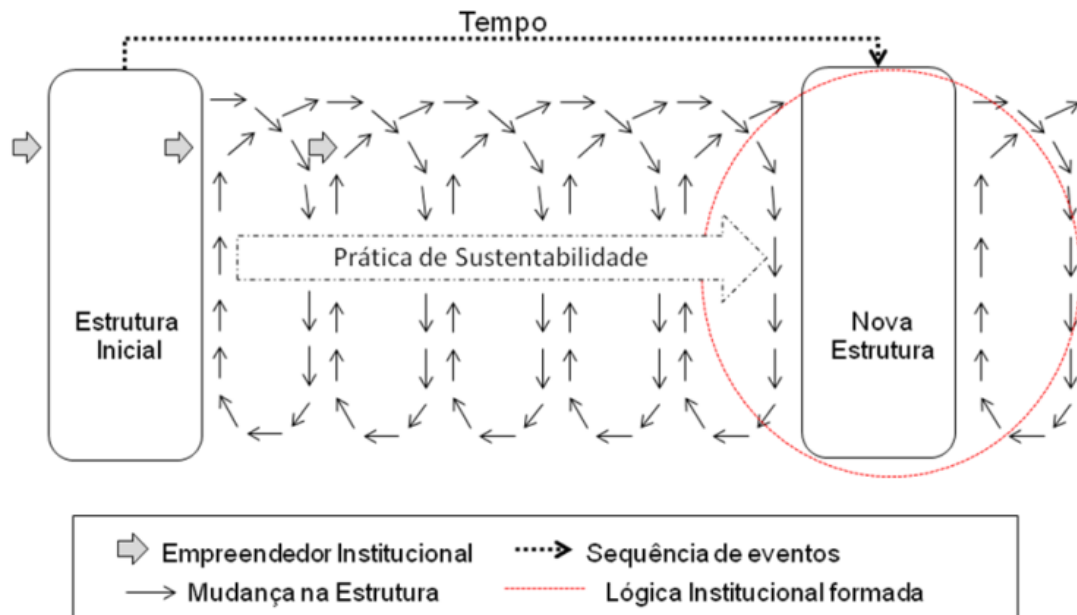 Tempo
Prática de Sustentabilidade
Estrutura
Inicial
Nova
Estrutura
Empreendedor Institucional
Sequência de eventos
Mudança na Estrutura
Lógica Institucional formada